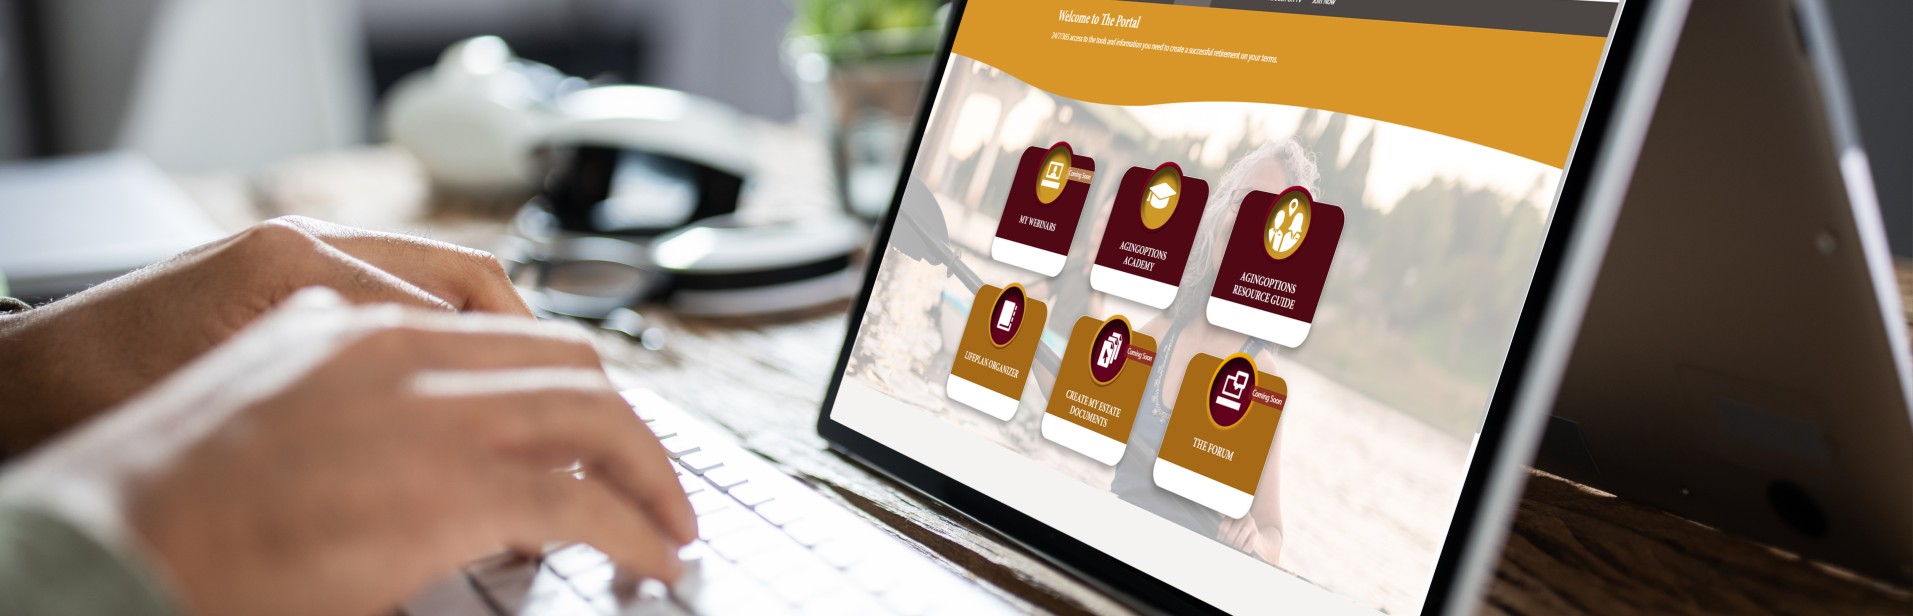 Join Now
Welcome to The Portal
24/7/365 access to the tools and information you need to create a successful retirement on your terms.
Coming Soon
MY WEBINARS
AGINGOPTIONS
ACADEMY
AGINGOPTIONS
RESOURCE GUIDE
LIFEPLAN ORGANIZER
Coming Soon
CREATE MY ESTATE
DOCUMENTS
Coming Soon
THE FORUM